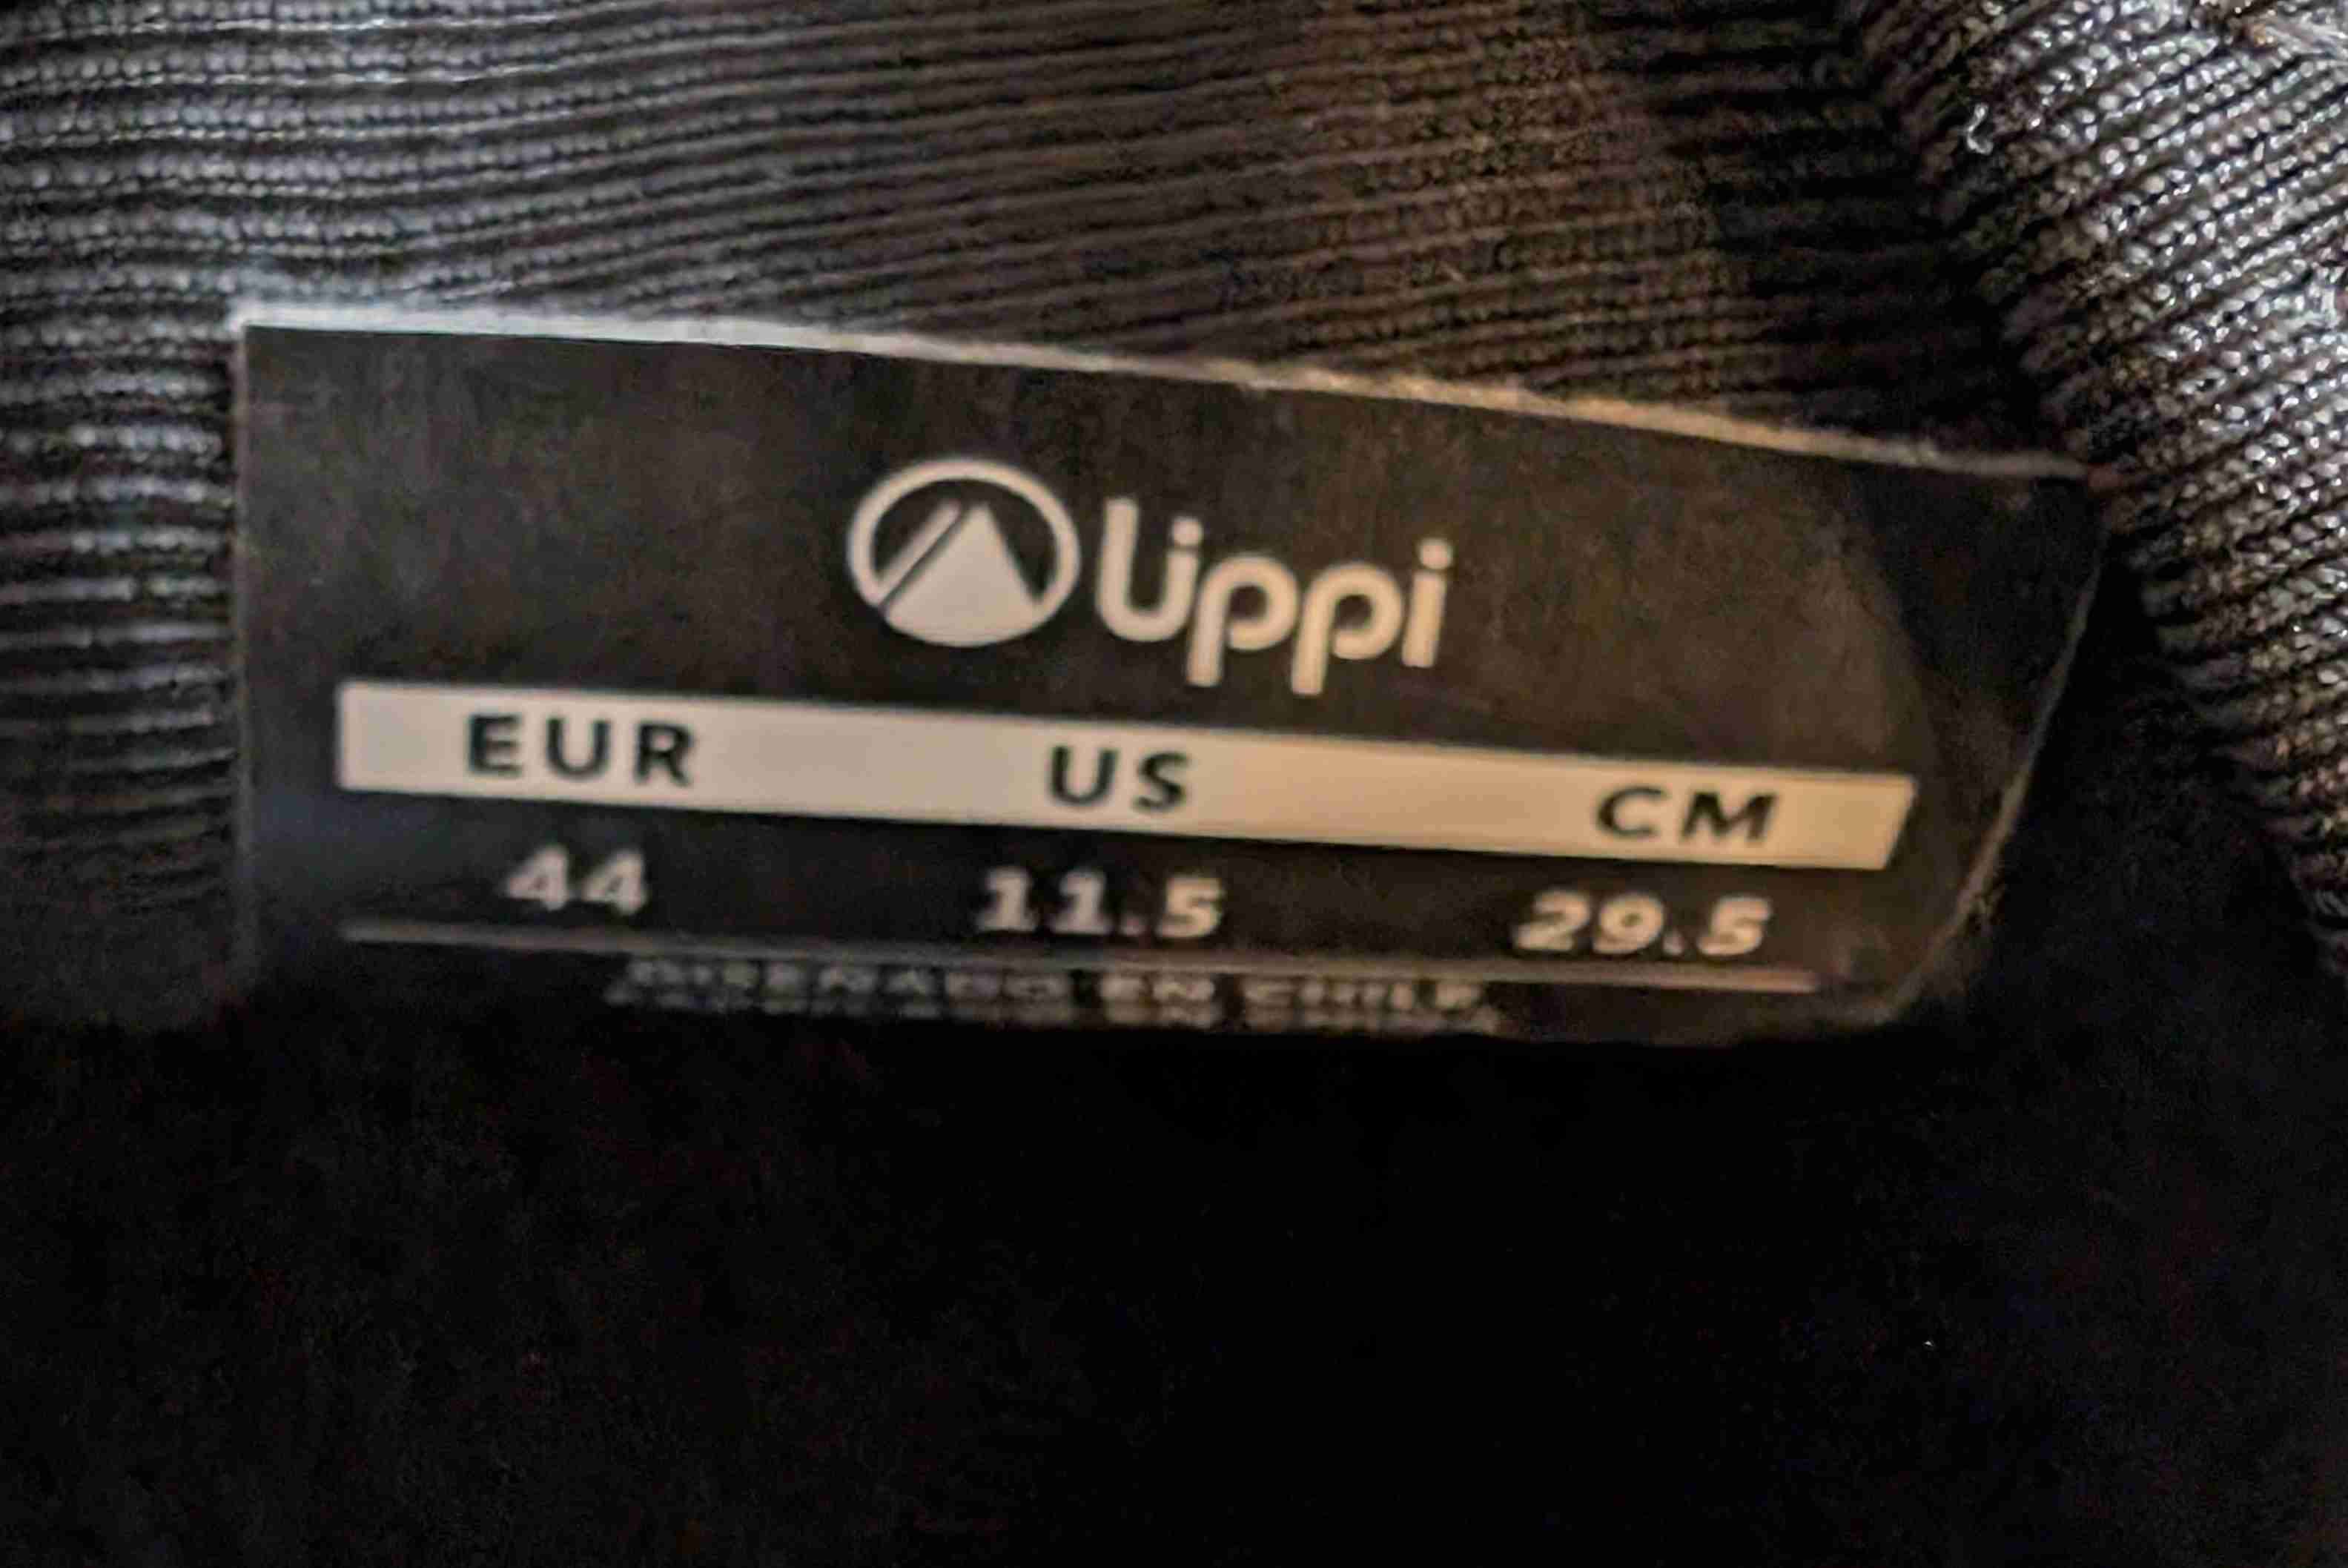 Lippi
EUR US CM
44 11.5 29.5
DISEÑADO EN CHILE